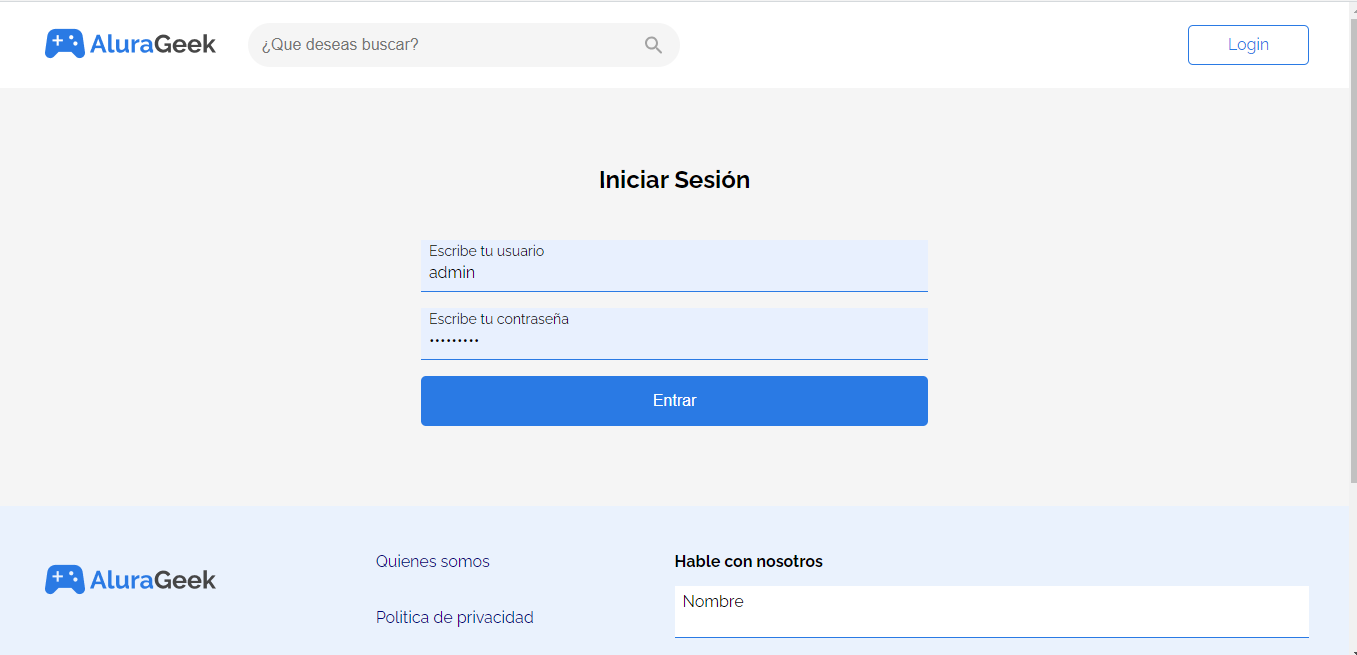 AluraGeek
¿Que deseas buscar?
Login
Iniciar Sesión
Escribe tu usuario
admin
Escribe tu contraseña
•••••••••
Entrar
AluraGeek
Quienes somos
Politica de privacidad
Hable con nosotros
Nombre